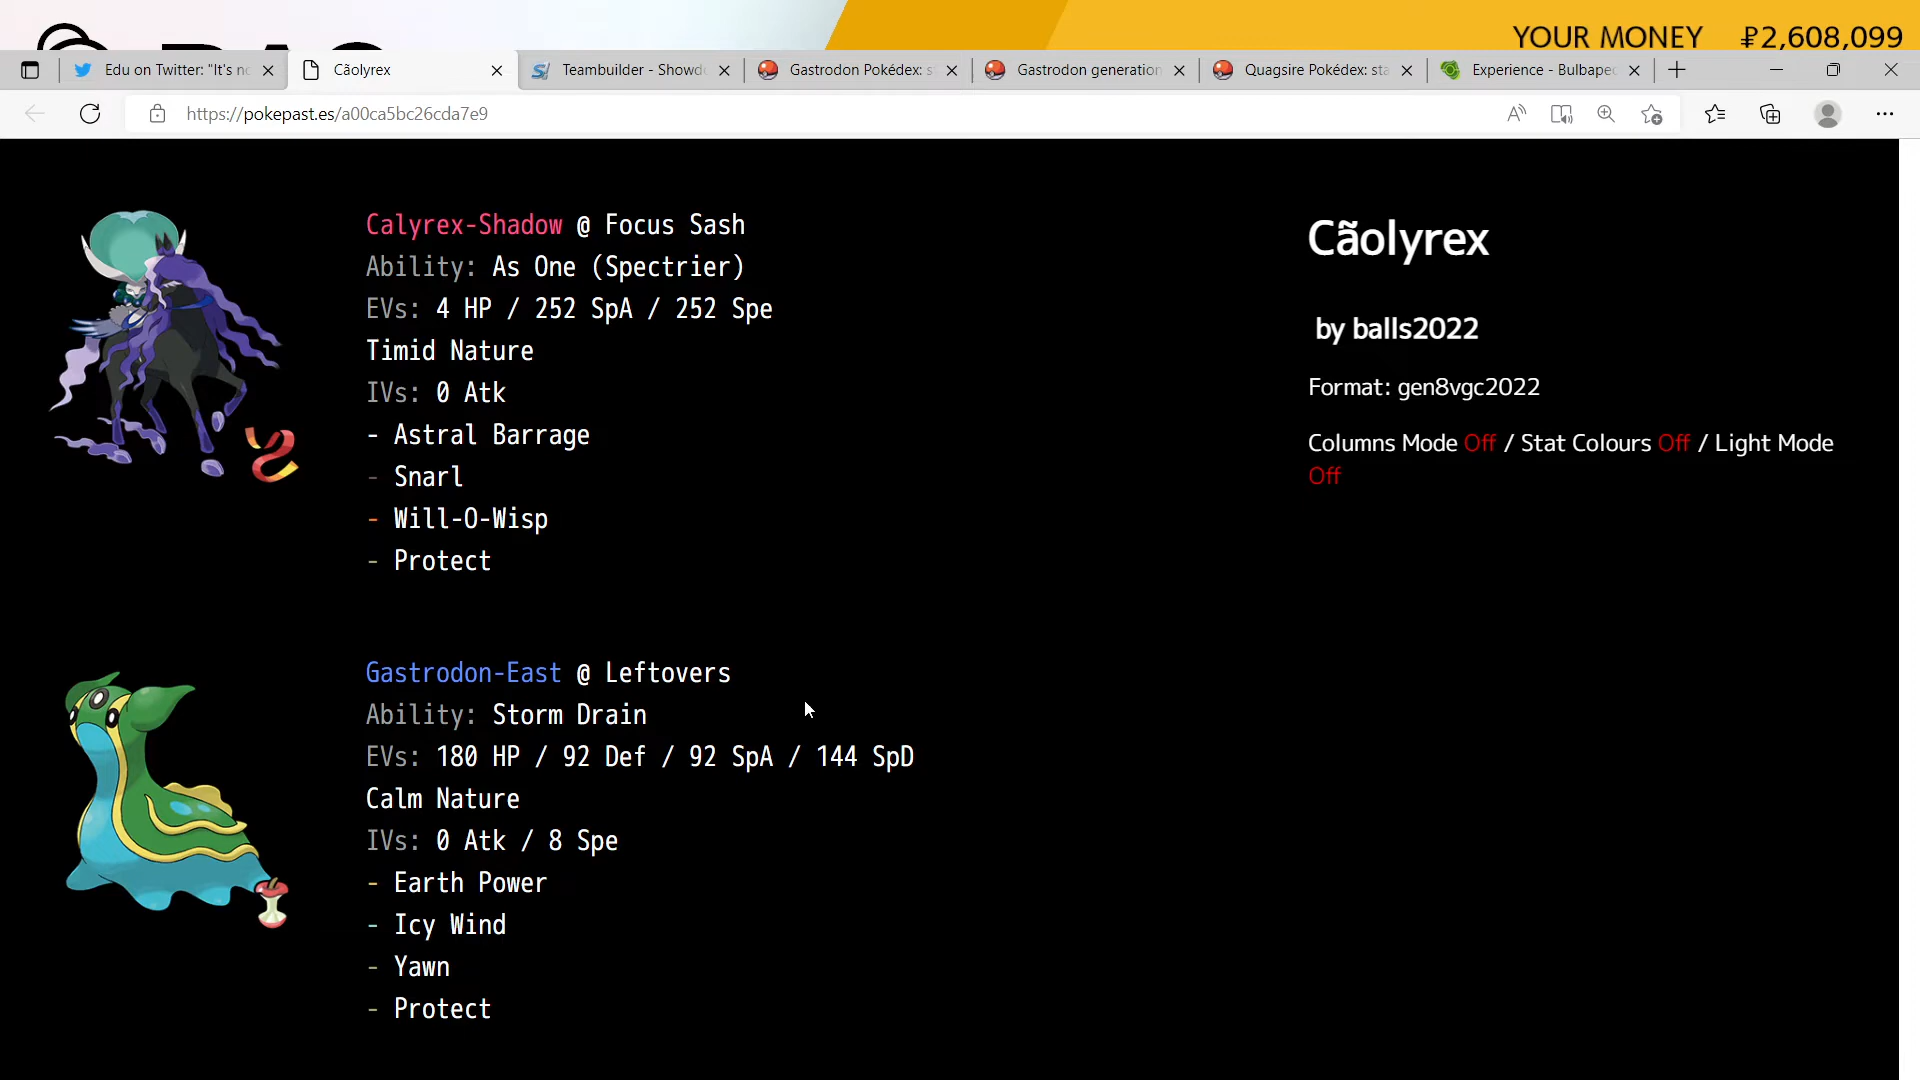 YOUR MONEY ₽2,608,099
Edu on Twitter: "It's no
Cãolyrex
Teambuilder - Showd
Gastrodon Pokédex: s
Gastrodon generation
Quagsire Pokédex: sta
Experience - Bulbaped
https://pokepast.es/a00ca5bc26cda7e9
Calyrex-Shadow @ Focus Sash
Ability: As One (Spectrier)
EVs: 4 HP / 252 SpA / 252 Spe
Timid Nature
IVs: 0 Atk
- Astral Barrage
- Snarl
- Will-O-Wisp
- Protect
Gastrodon-East @ Leftovers
Ability: Storm Drain
EVs: 180 HP / 92 Def / 92 SpA / 144 SpD
Calm Nature
IVs: 0 Atk / 8 Spe
- Earth Power
- Icy Wind
- Yawn
- Protect
Cãolyrex
by balls2022
Format: gen8vgc2022
Columns Mode Off / Stat Colours Off / Light Mode
Off